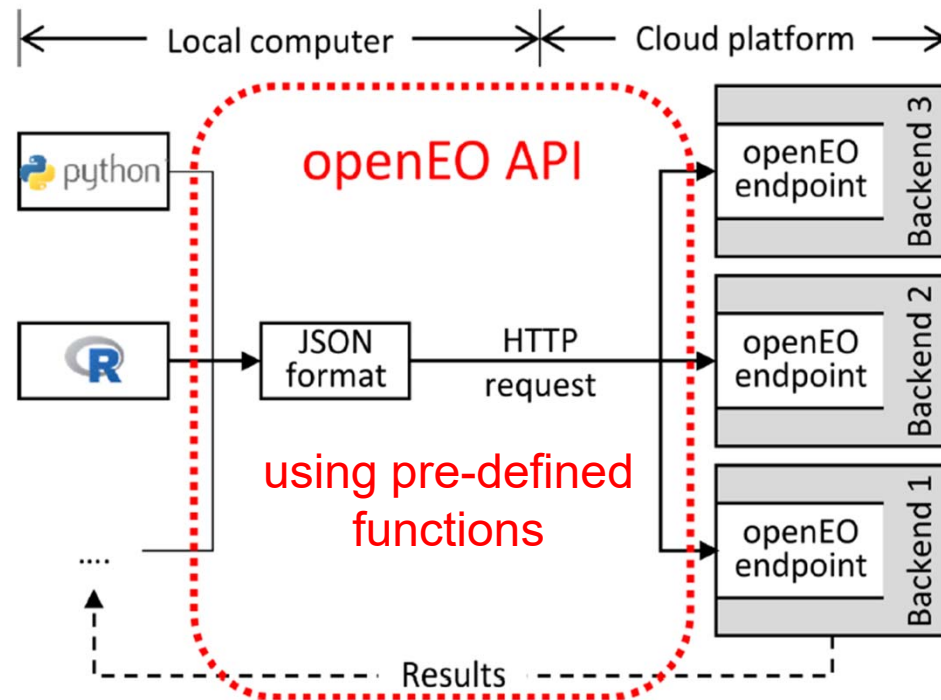 Local computer
Cloud platform
python
openEO API
openEO
endpoint
Backend 3
R
JSON
format
HTTP
request
openEO
endpoint
Backend 2
using pre-defined
functions
openEO
endpoint
Backend 1
....
Results